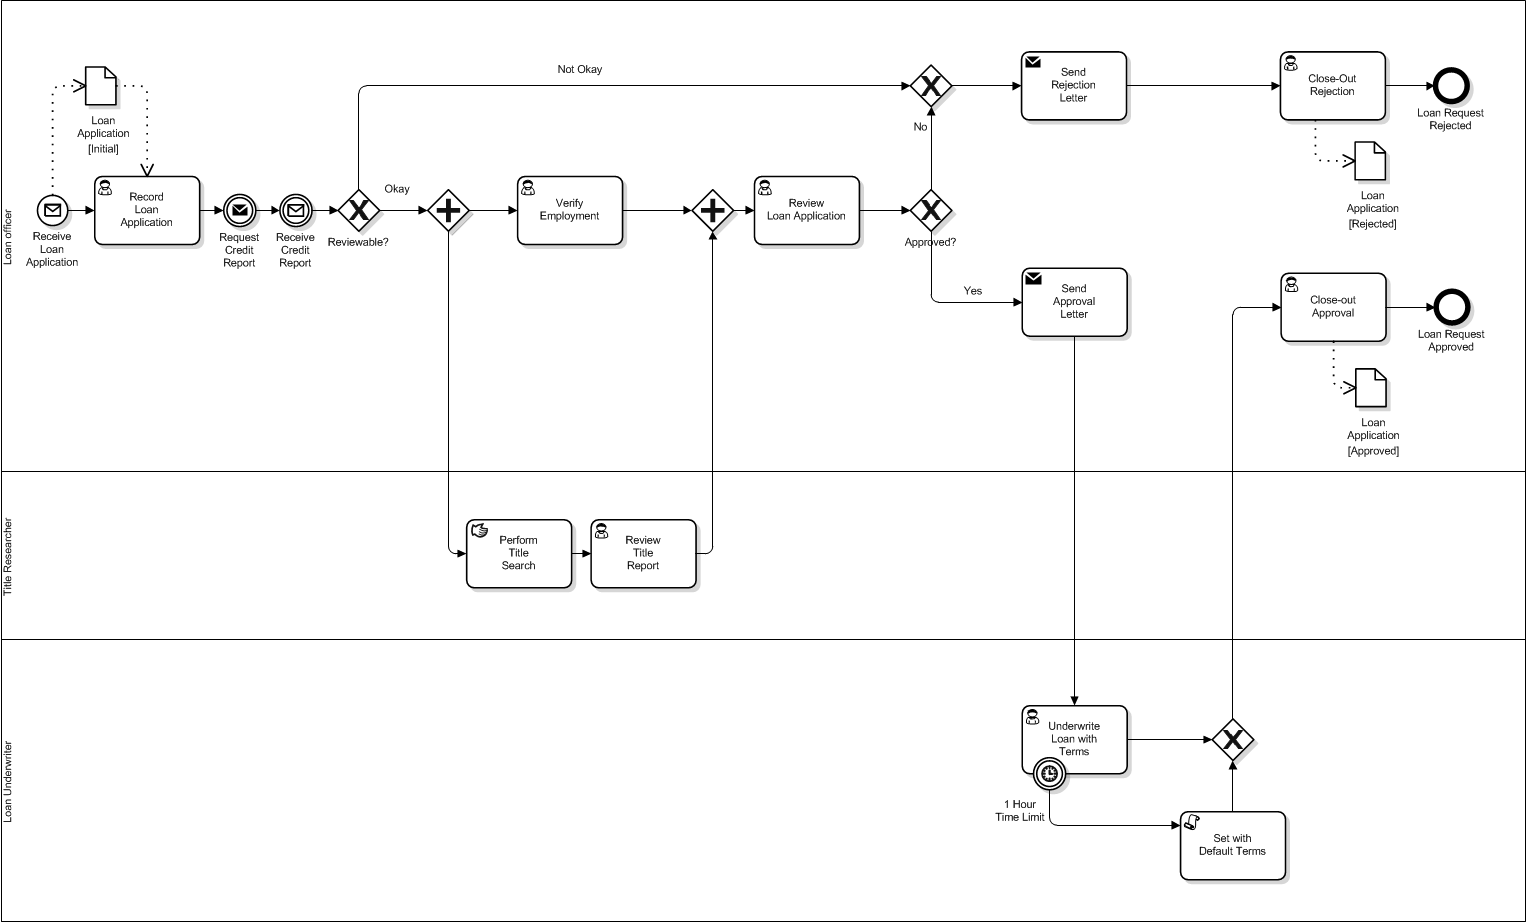 Not Okay
Send
Rejection
Letter
Close-Out
Rejection
Loan Request
Rejected
Loan
Application
[Initial]
No
Loan
Application
[Rejected]
Loan officer
Receive
Loan
Application
Record
Loan
Application
Request
Credit
Report
Receive
Credit
Report
Reviewable?
Okay
Verify
Employment
Review
Loan Application
Approved?
Yes
Send
Approval
Letter
Close-out
Approval
Loan Request
Approved
Loan
Application
[Approved]
Title Researcher
Perform
Title
Search
Review
Title
Report
Loan Underwriter
Underwrite
Loan with
Terms
1 Hour
Time Limit
Set with
Default Terms